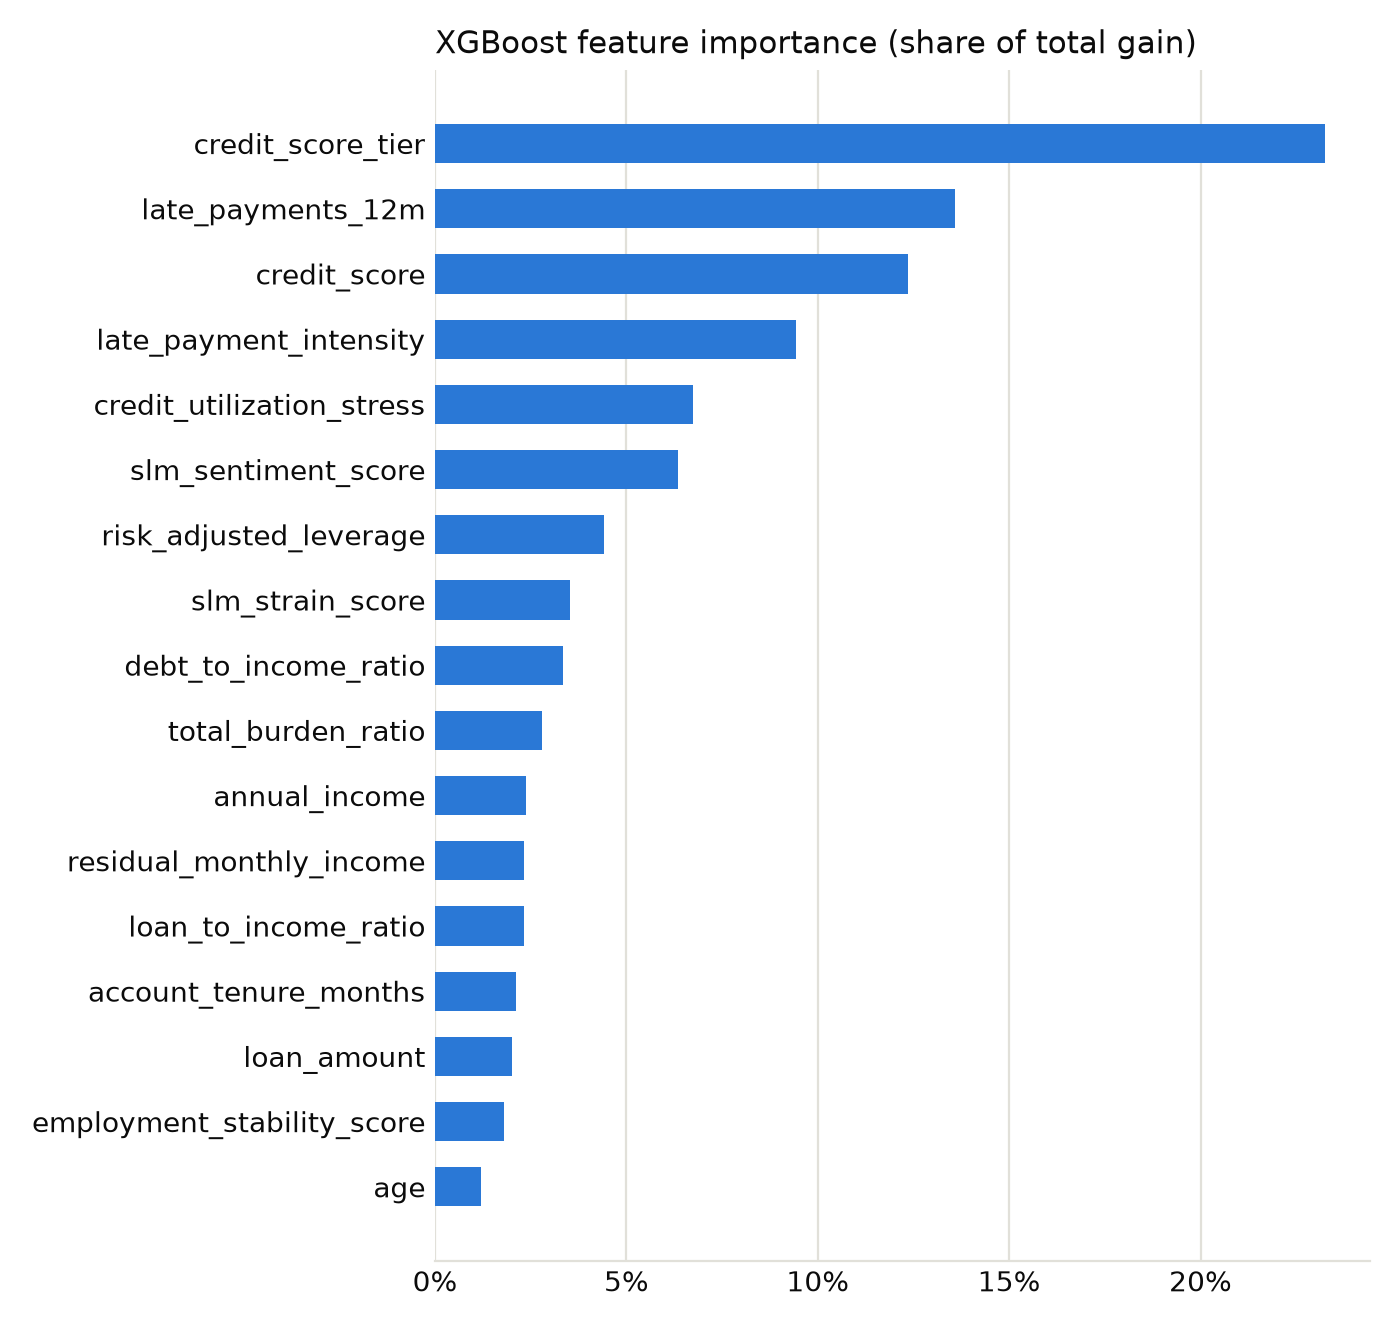 XGBoost feature importance (share of total gain)
credit_score_tier
late_payments_12m
credit_score
late_payment_intensity
credit_utilization_stress
slm_sentiment_score
risk_adjusted_leverage
slm_strain_score
debt_to_income_ratio
total_burden_ratio
annual_income
residual_monthly_income
loan_to_income_ratio
account_tenure_months
loan_amount
employment_stability_score
age
0% 5% 10% 15% 20%